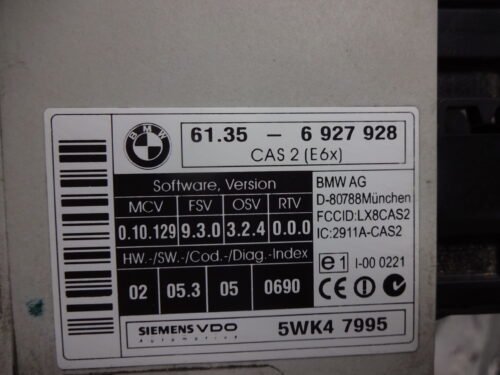 BMW
61.35 - 6 927 928
CAS 2 (E6x)
Software, Version
MCV FSV OSV RTV
0.10.129 9.3.0 3.2.4 0.0.0
HW.-/SW.-/Cod.-/Diag.-Index
02 05.3 05 0690
BMW AG
D-80788München
FCCID:LX8CAS2
IC:2911A-CAS2
e1 I-00 0221
CE N
SIEMENS VDO
Automotive
5WK4 7995